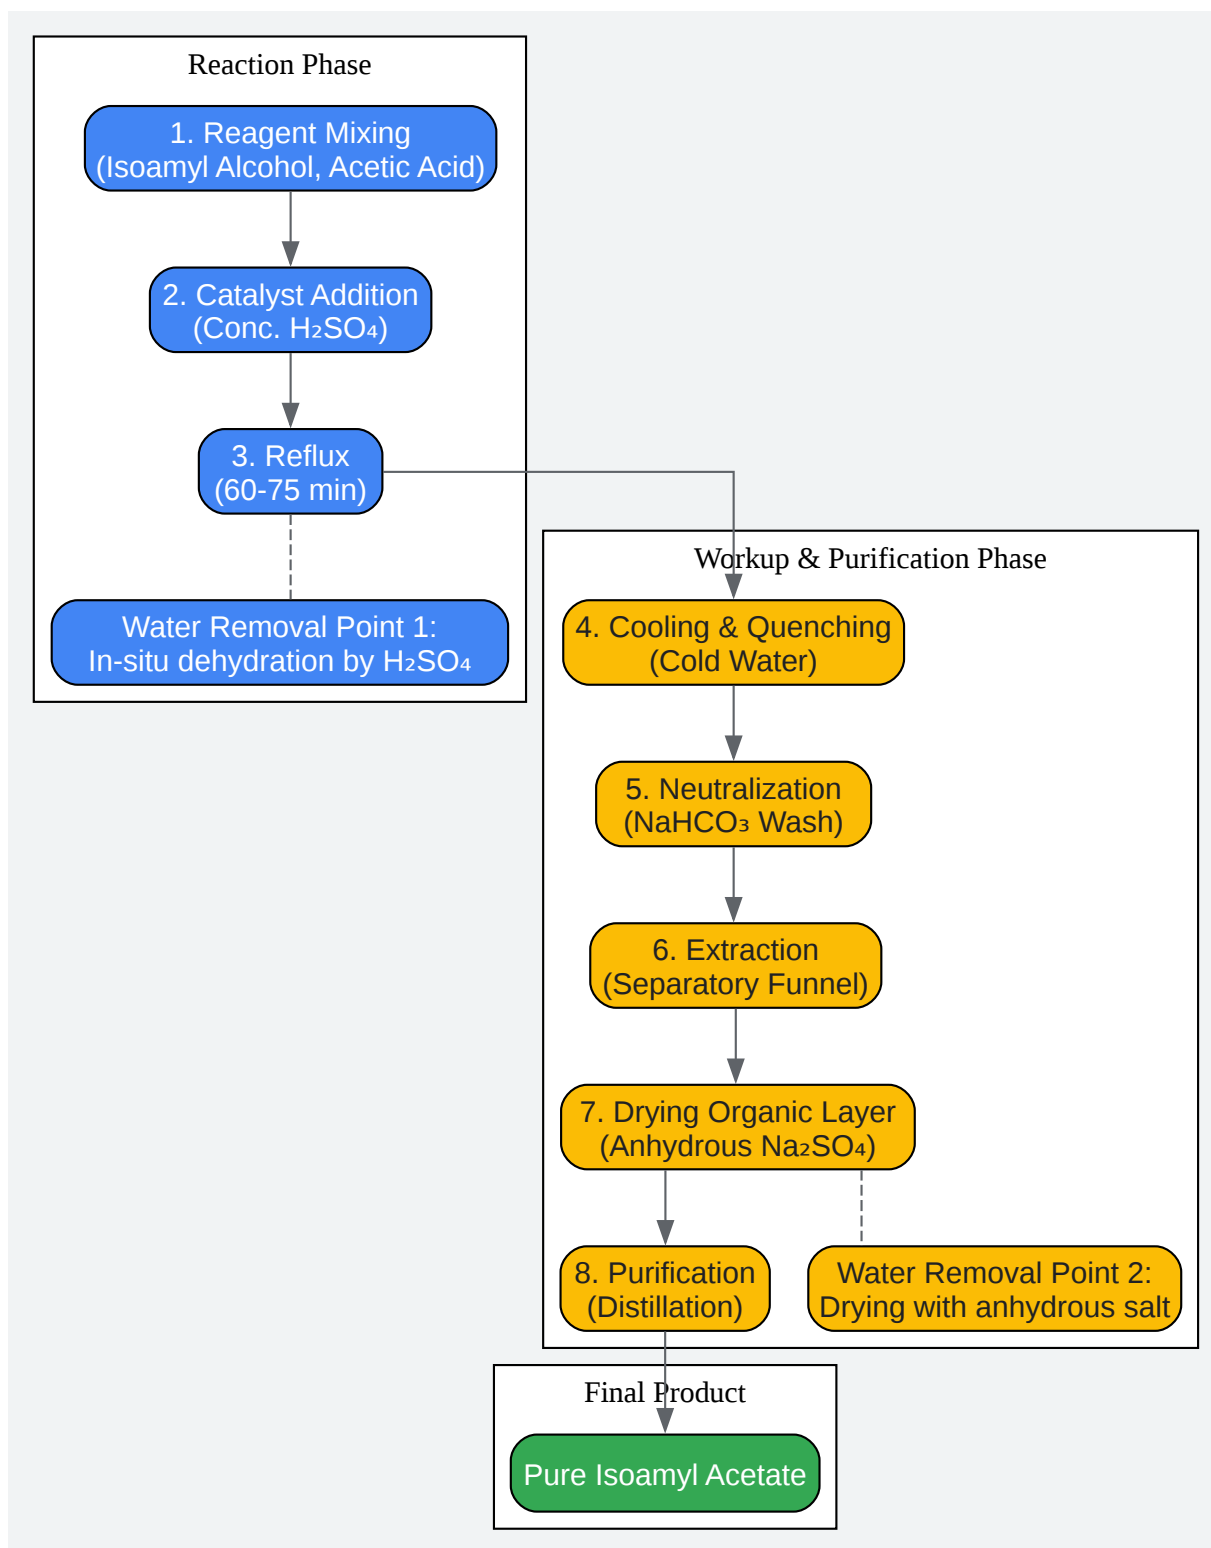 Reaction Phase
1. Reagent Mixing
(Isoamyl Alcohol, Acetic Acid)
2. Catalyst Addition
(Conc. H₂SO₄)
3. Reflux
(60-75 min)
Water Removal Point 1:
In-situ dehydration by H₂SO₄
Workup & Purification Phase
4. Cooling & Quenching
(Cold Water)
5. Neutralization
(NaHCO₃ Wash)
6. Extraction
(Separatory Funnel)
7. Drying Organic Layer
(Anhydrous Na₂SO₄)
8. Purification
(Distillation)
Water Removal Point 2:
Drying with anhydrous salt
Final Product
Pure Isoamyl Acetate